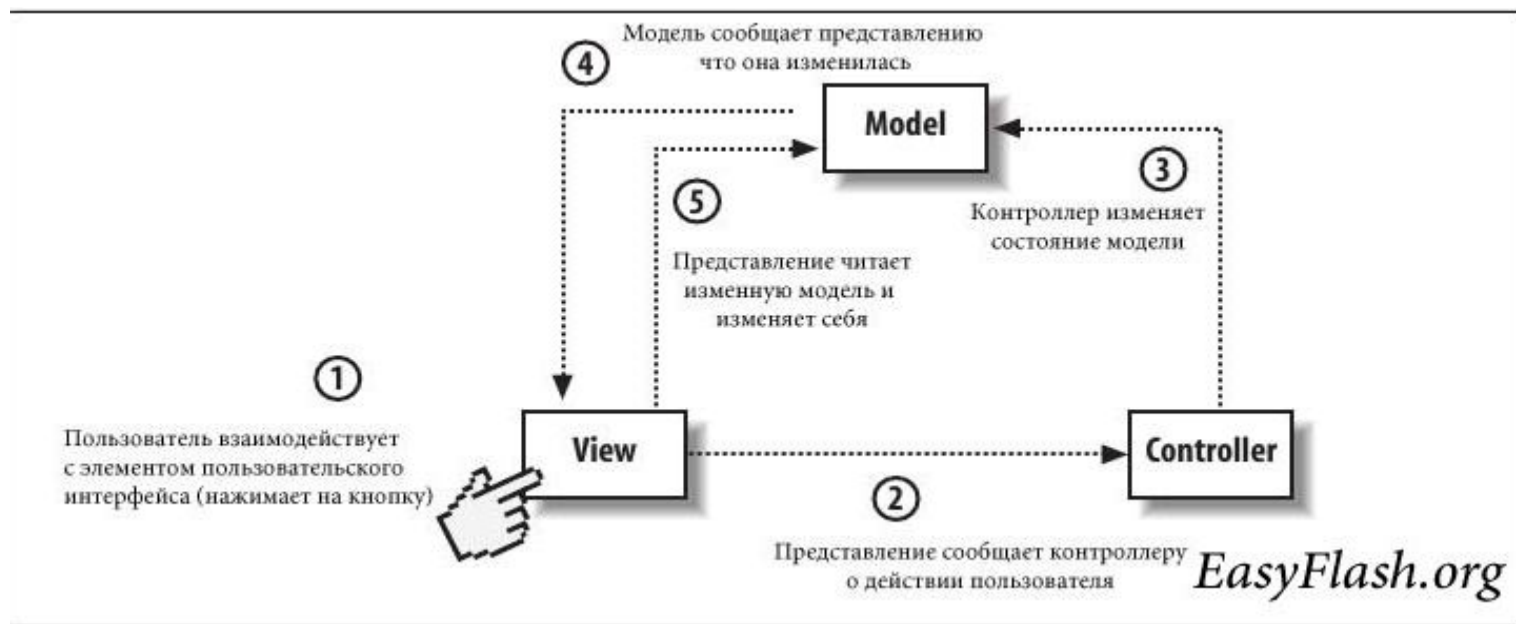 Модель сообщает представлению
что она изменилась
4
Model
3
Контроллер изменяет
состояние модели
5
Представление читает
изменную модель и
изменяет себя
1
Пользователь взаимодействует
с элементом пользовательского
интерфейса (нажимает на кнопку)
View
Controller
2
Представление сообщает контроллеру
о действии пользователя
EasyFlash.org